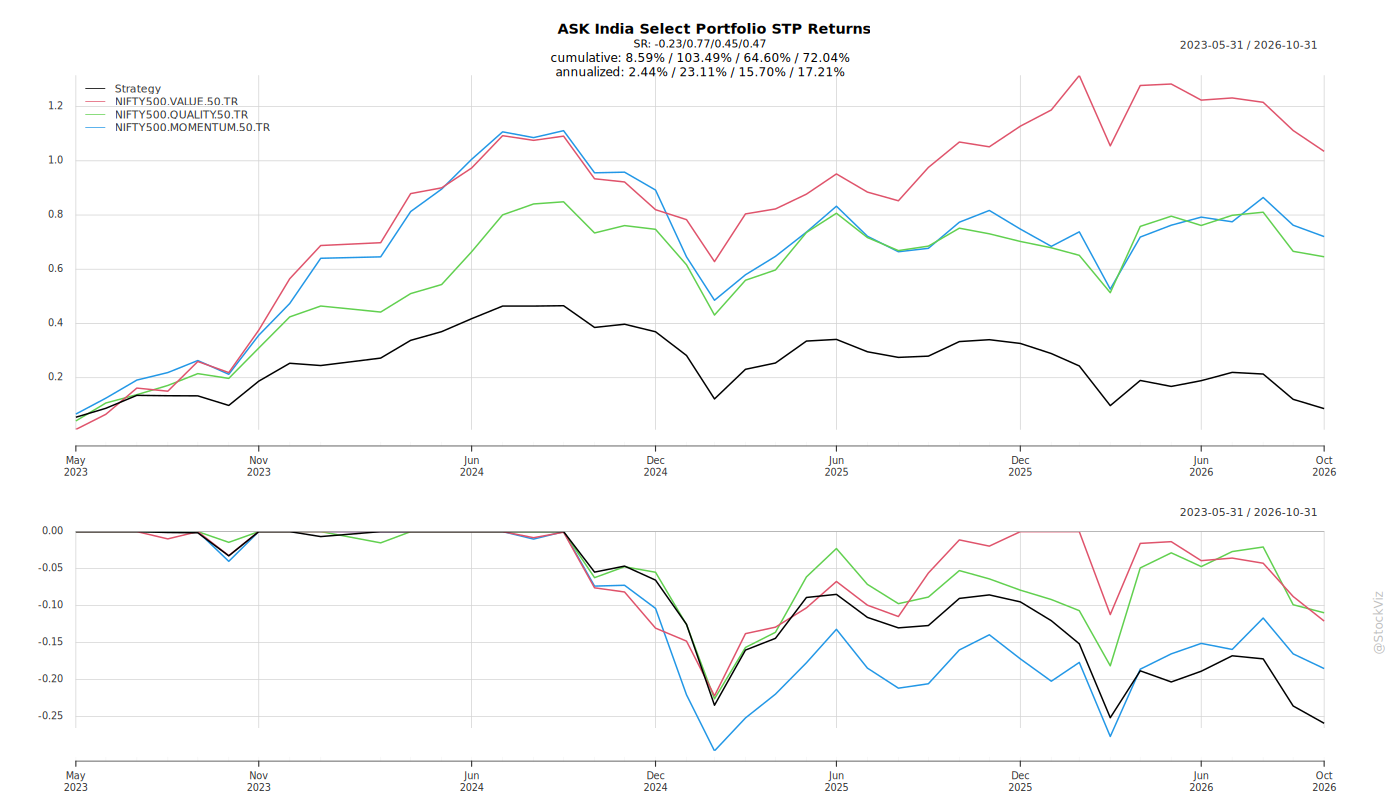 ASK India Select Portfolio STP Returns
SR: -0.23/0.77/0.45/0.47
cumulative: 8.59% / 103.49% / 64.60% / 72.04%
annualized: 2.44% / 23.11% / 15.70% / 17.21%
2023-05-31 / 2026-10-31
Strategy
NIFTY500.VALUE.50.TR
NIFTY500.QUALITY50.TR
NIFTY500.MOMENTUM.50.TR
1.2
1.0
0.8
0.6
0.4
0.2
May Nov Jun Dec Jun Dec Jun Oct
2023 2023 2024 2024 2025 2025 2026 2026
2023-05-31 / 2026-10-31
0.00
-0.05
-0.10
-0.15
-0.20
-0.25
May Nov Jun Dec Jun Dec Jun Oct
2023 2023 2024 2024 2025 2025 2026 2026
@StockViz